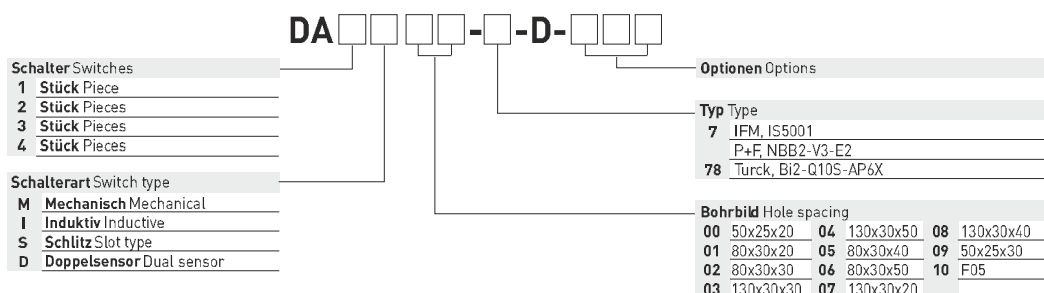 DA□□ □□-□-D-□□□
Schalter Switches
1 Stück Piece
2 Stück Pieces
3 Stück Pieces
4 Stück Pieces
Schalterart Switch type
M Mechanisch Mechanical
I Induktiv Inductive
S Schlitz Slot type
D Doppelsensor Dual sensor
Optionen Options
Typ Type
7 IFM, IS5001
P+F, NBB2-V3-E2
78 Turck, Bi2-Q10S-AP6X
Bohrbild Hole spacing
00 50x25x20 04 130x30x50 08 130x30x40
01 80x30x20 05 80x30x40 09 50x25x30
02 80x30x30 06 80x30x50 10 F05
03 130x30x30 07 130x30x20